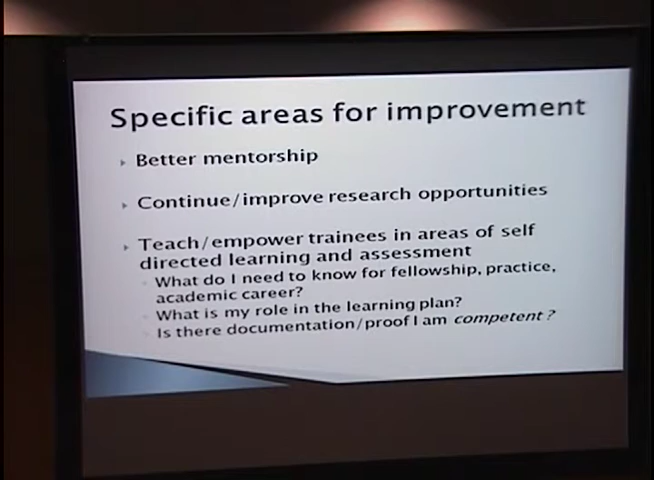 Specific areas for improvement
Better mentorship
Continue/improve research opportunities
Teach/empower trainees in areas of self
directed learning and assessment
What do I need to know for fellowship, practice,
academic career?
What is my role in the learning plan?
Is there documentation/proof I am competent?